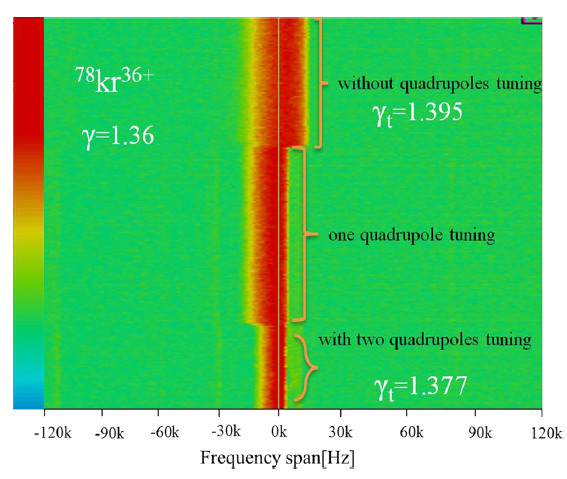 78kr36+
γ=1.36
without quadrupoles tuning
γt=1.395
one quadrupole tuning
with two quadrupoles tuning
γt=1.377
-120k -90k -60k -30k 0k 30k 60k 90k 120k
Frequency span[Hz]